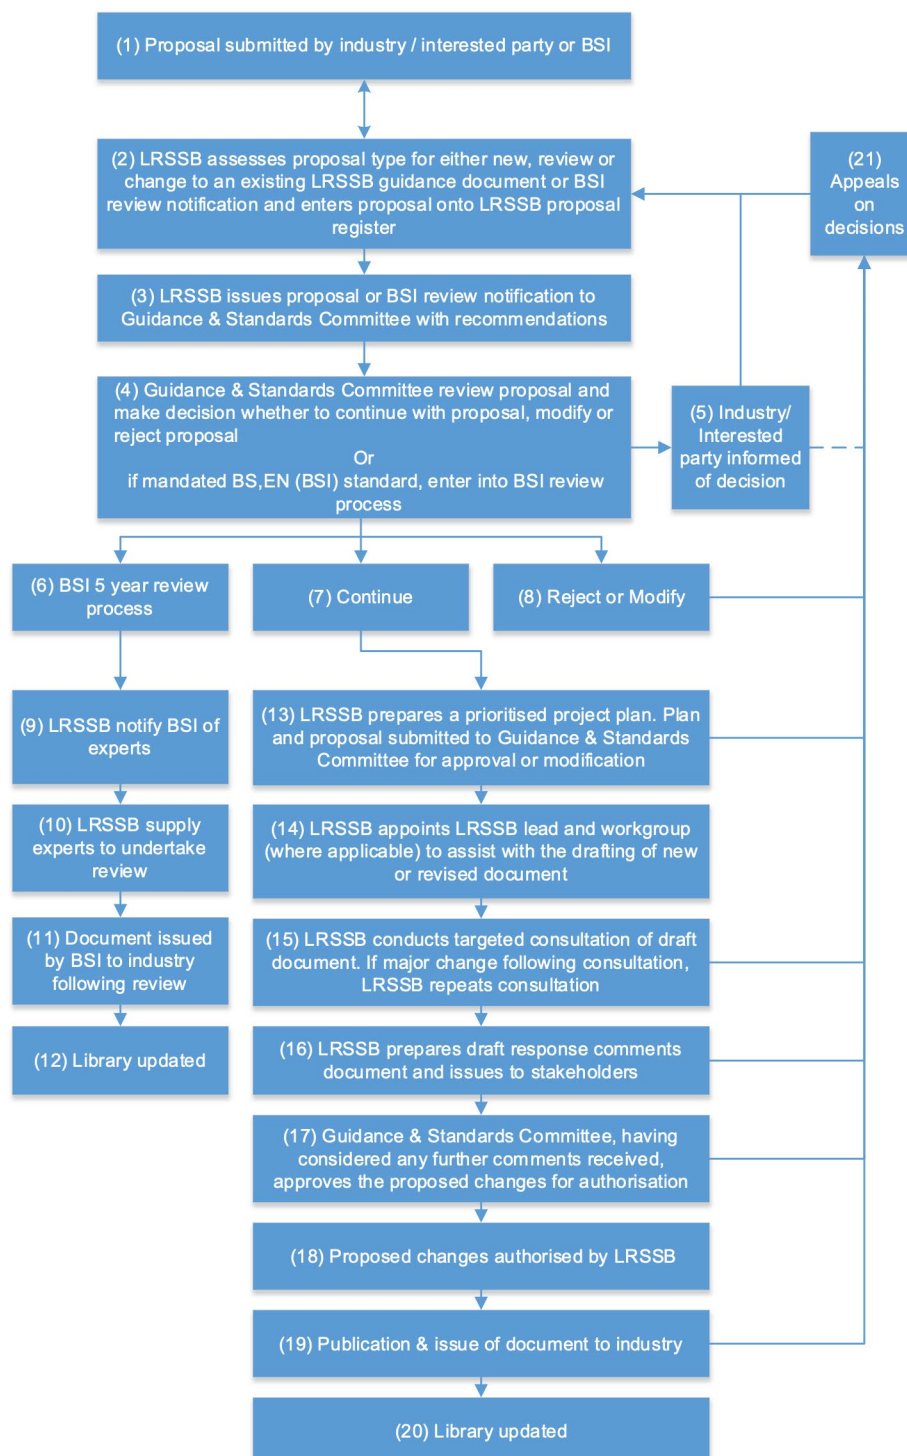 (1) Proposal submitted by industry / interested party or BSI
(2) LRSSB assesses proposal type for either new, review or
change to an existing LRSSB guidance document or BSI
review notification and enters proposal onto LRSSB proposal
register
(21)
Appeals
on
decisions
(3) LRSSB issues proposal or BSI review notification to
Guidance & Standards Committee with recommendations
(4) Guidance & Standards Committee review proposal and
make decision whether to continue with proposal, modify or
reject proposal
Or
if mandated BS,EN (BSI) standard, enter into BSI review
process
(5) Industry/
Interested
party informed
of decision
(6) BSI 5 year review
process
(7) Continue
(8) Reject or Modify
(9) LRSSB notify BSI of
experts
(10) LRSSB supply
experts to undertake
review
(11) Document issued
by BSI to industry
following review
(12) Library updated
(13) LRSSB prepares a prioritised project plan. Plan
and proposal submitted to Guidance & Standards
Committee for approval or modification
(14) LRSSB appoints LRSSB lead and workgroup
(where applicable) to assist with the drafting of new
or revised document
(15) LRSSB conducts targeted consultation of draft
document. If major change following consultation,
LRSSB repeats consultation
(16) LRSSB prepares draft response comments
document and issues to stakeholders
(17) Guidance & Standards Committee, having
considered any further comments received,
approves the proposed changes for authorisation
(18) Proposed changes authorised by LRSSB
(19) Publication & issue of document to industry
(20) Library updated